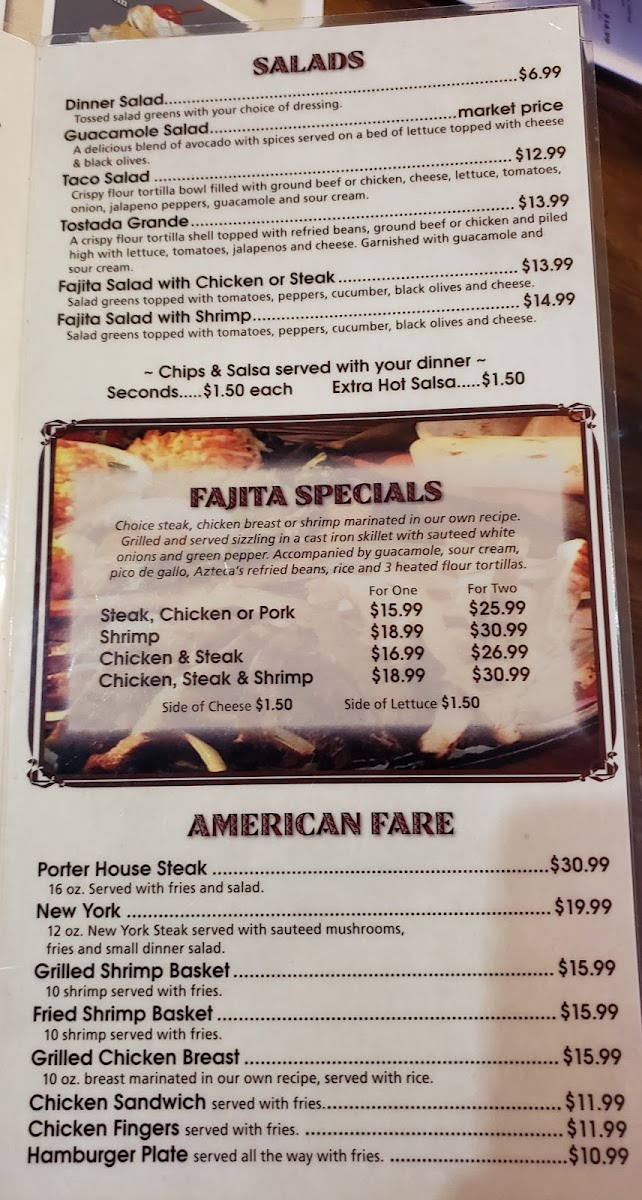 SALADS
Dinner Salad..........$6.99
Tossed salad greens with your choice of dressing.
Guacamole Salad..........market price
A delicious blend of avocado with spices served on a bed of lettuce topped with cheese
& black olives.
Taco Salad ..........$12.99
Crispy flour tortilla bowl filled with ground beef or chicken, cheese, lettuce, tomatoes,
onion, jalapeno peppers, guacamole and sour cream.
Tostada Grande..........$13.99
A crispy flour tortilla shell topped with refried beans, ground beef or chicken and piled
high with lettuce, tomatoes, jalapenos and cheese. Garnished with guacamole and
sour cream.
Fajita Salad with Chicken or Steak..........$13.99
Salad greens topped with tomatoes, peppers, cucumber, black olives and cheese.
Fajita Salad with Shrimp..........$14.99
Salad greens topped with tomatoes, peppers, cucumber, black olives and cheese.
~ Chips & Salsa served with your dinner ~
Seconds.....$1.50 each Extra Hot Salsa.....$1.50
FAJITA SPECIALS
Choice steak, chicken breast or shrimp marinated in our own recipe.
Grilled and served sizzling in a cast iron skillet with sauteed white
onions and green pepper. Accompanied by guacamole, sour cream,
pico de gallo, Azteca's refried beans, rice and 3 heated flour tortillas.
For One For Two
Steak, Chicken or Pork $15.99 $25.99
Shrimp $18.99 $30.99
Chicken & Steak $16.99 $26.99
Chicken, Steak & Shrimp $18.99 $30.99
Side of Cheese $1.50 Side of Lettuce $1.50
AMERICAN FARE
Porter House Steak ..........$30.99
16 oz. Served with fries and salad.
New York ..........$19.99
12 oz. New York Steak served with sauteed mushrooms,
fries and small dinner salad.
Grilled Shrimp Basket..........$15.99
10 shrimp served with fries.
Fried Shrimp Basket..........$15.99
10 shrimp served with fries.
Grilled Chicken Breast ..........$15.99
10 oz. breast marinated in our own recipe, served with rice.
Chicken Sandwich served with fries..........$11.99
Chicken Fingers served with fries. ..........$11.99
Hamburger Plate served all the way with fries. ..........$10.99